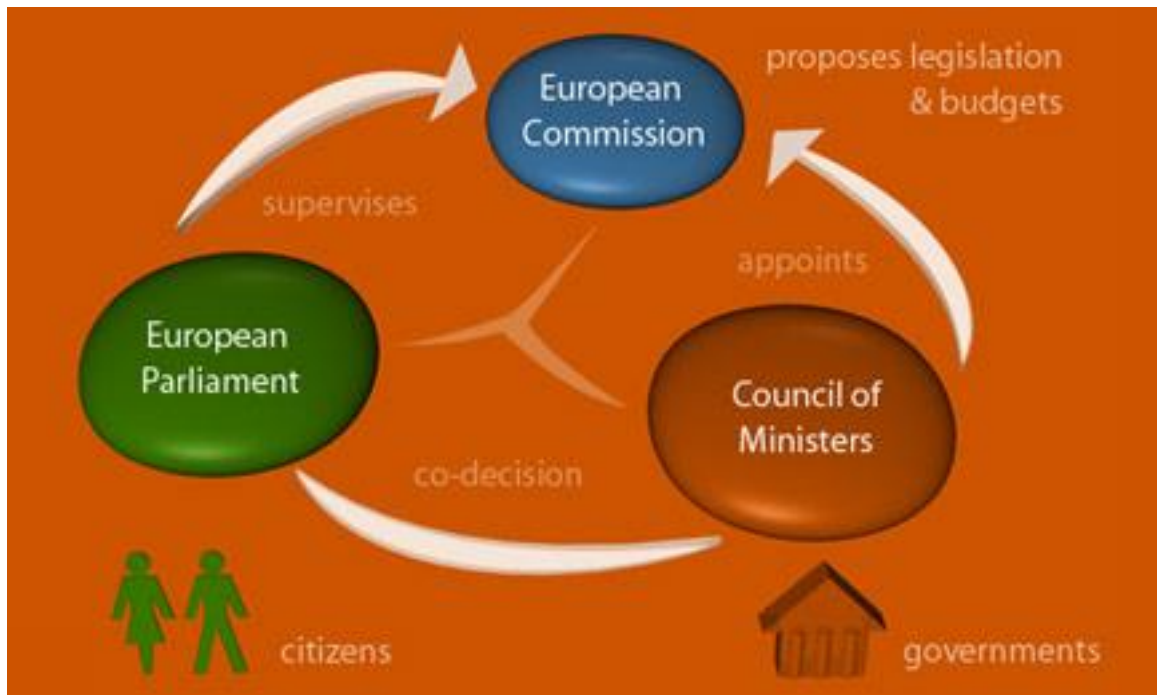 European
Commission
proposes legislation
& budgets
supervises
appoints
European
Parliament
Council of
Ministers
co-decision
citizens
governments